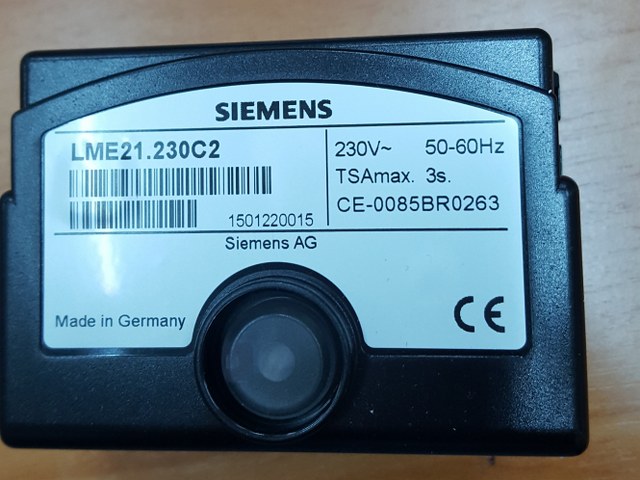 SIEMENS
LME21.230C2
1501220015
230V~ 50-60Hz
TSAmax. 3s.
CE-0085BR0263
Siemens AG
Made in Germany
CE